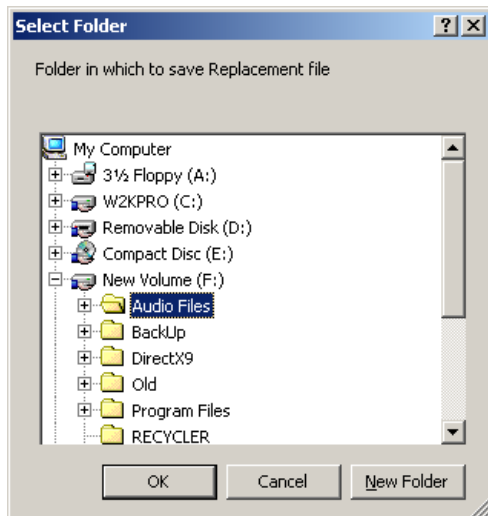 Select Folder
Folder in which to save Replacement file
My Computer
3½ Floppy (A:)
W2KPRO (C:)
Removable Disk (D:)
Compact Disc (E:)
New Volume (F:)
Audio Files
BackUp
DirectX9
Old
Program Files
RECYCLER
OK Cancel New Folder